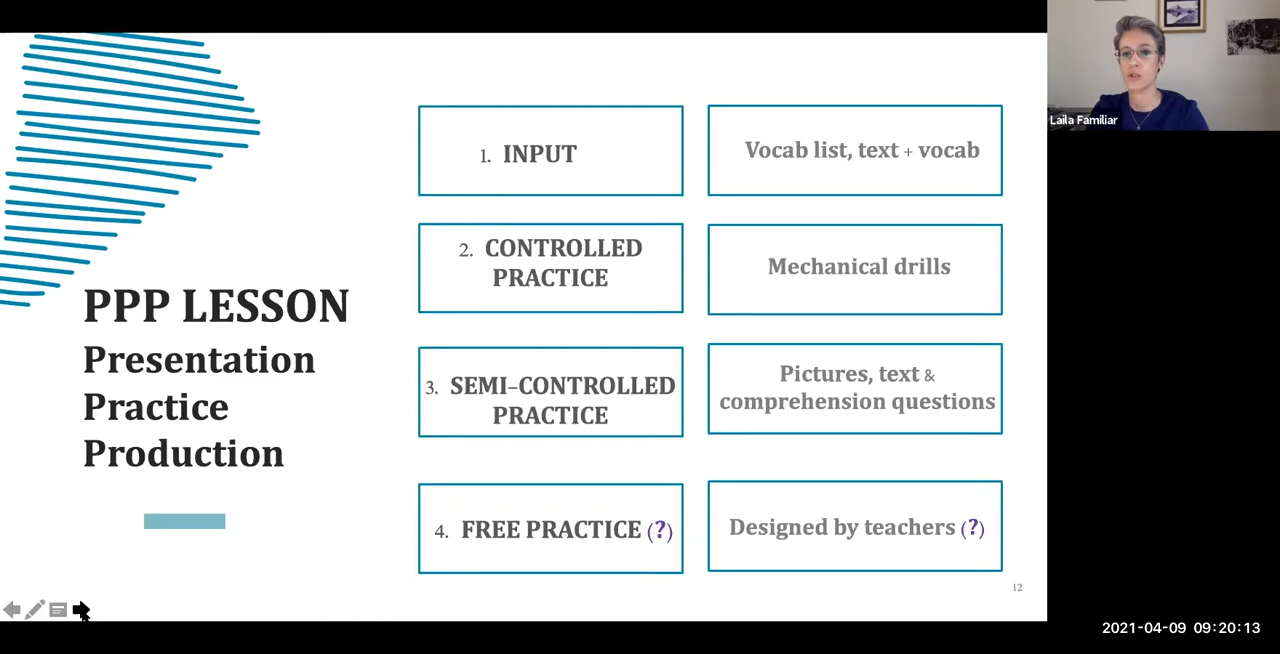 PPP LESSON
Presentation
Practice
Production
1. INPUT
Vocab list, text + vocab
2. CONTROLLED
PRACTICE
Mechanical drills
3. SEMI–CONTROLLED
PRACTICE
Pictures, text &
comprehension questions
4. FREE PRACTICE (?)
Designed by teachers (?)
12
Laila Familiar
2021-04-09 09:20:13